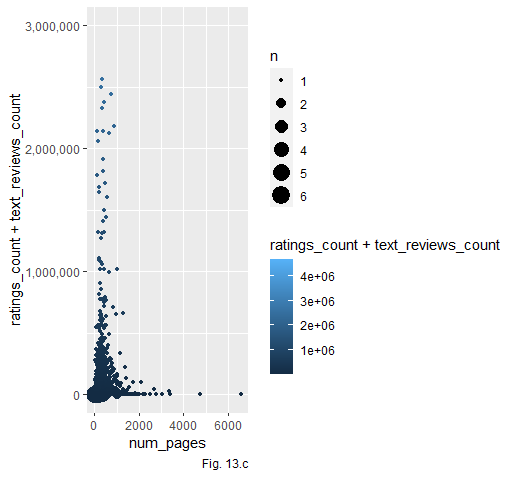 3,000,000
2,000,000
1,000,000
0
ratings_count + text_reviews_count
0 2000 4000 6000
num_pages
Fig. 13.c
n
1
2
3
4
5
6
ratings_count + text_reviews_count
4e+06
3e+06
2e+06
1e+06